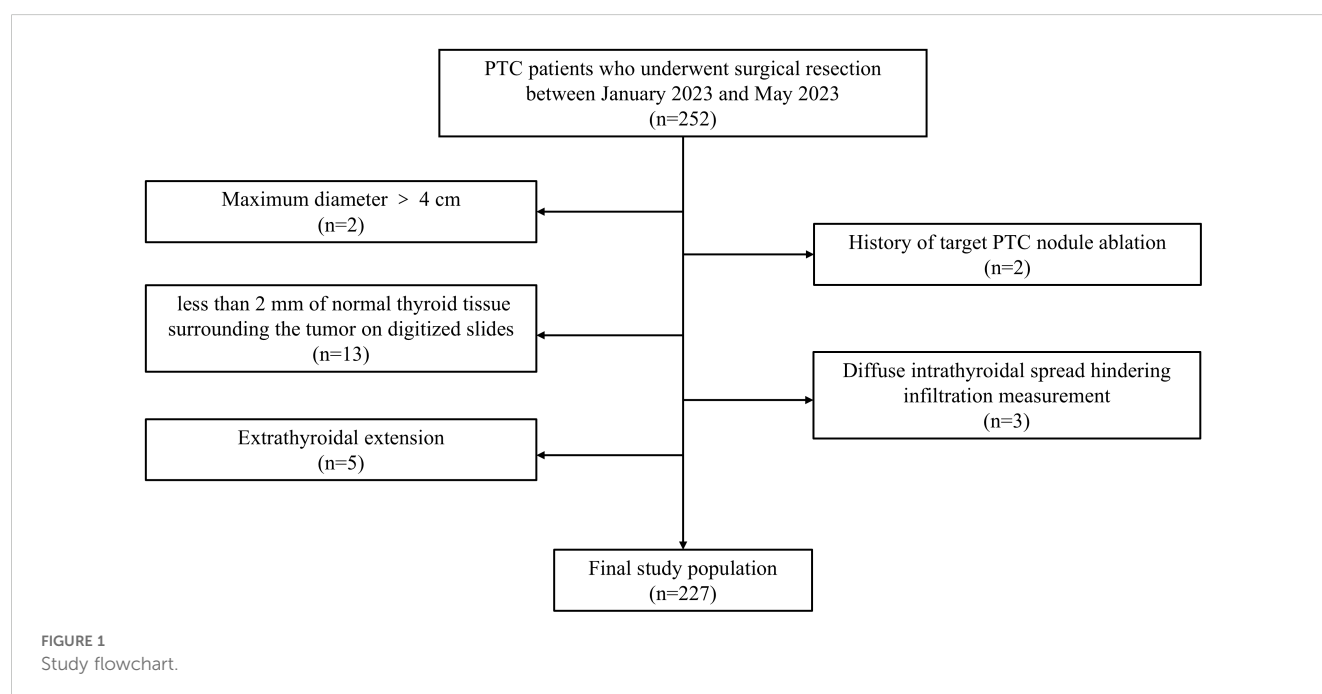 PTC patients who underwent surgical resection
between January 2023 and May 2023
(n=252)
Maximum diameter > 4 cm
(n=2)
History of target PTC nodule ablation
(n=2)
less than 2 mm of normal thyroid tissue
surrounding the tumor on digitized slides
(n=13)
Diffuse intrathyroidal spread hindering
infiltration measurement
(n=3)
Extrathyroidal extension
(n=5)
Final study population
(n=227)
FIGURE 1
Study flowchart.